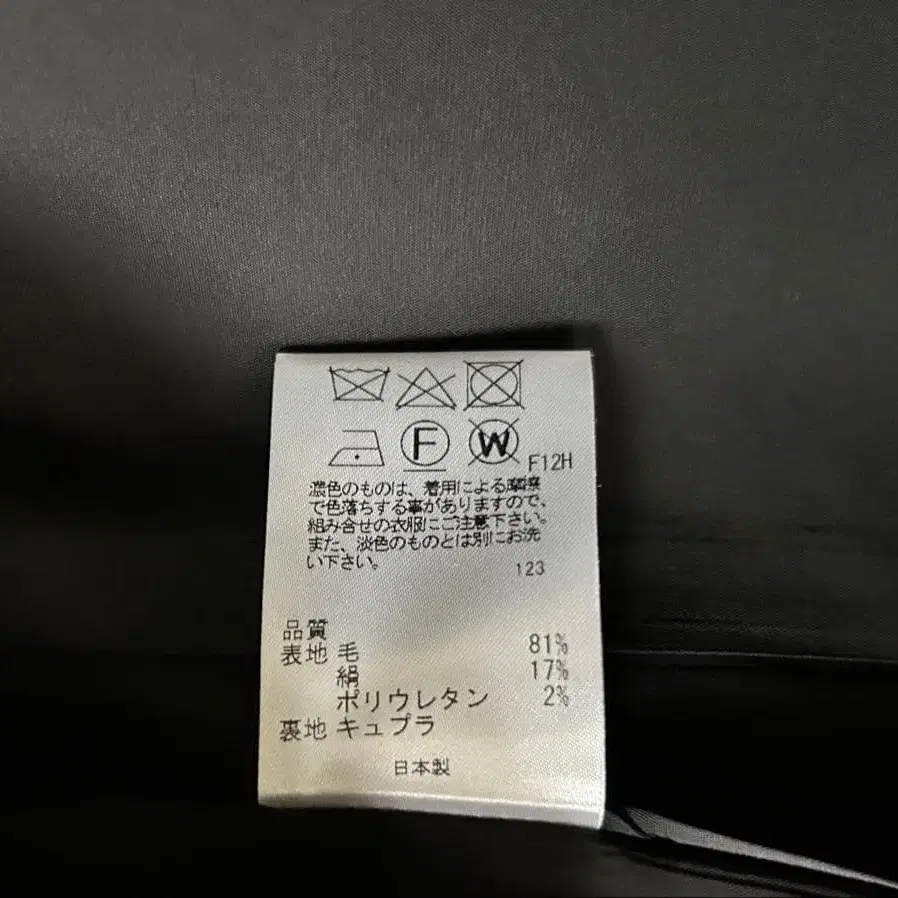 F W F12H
濃色のものは、着用による摩擦
で色落ちする事がありますので、
組み合せの衣服にご注意下さい。
また、淡色のものとは別にお洗
い下さい。
123
品質
表地 毛 81%
絹 17%
ポリウレタン 2%
裏地 キュプラ
日本製